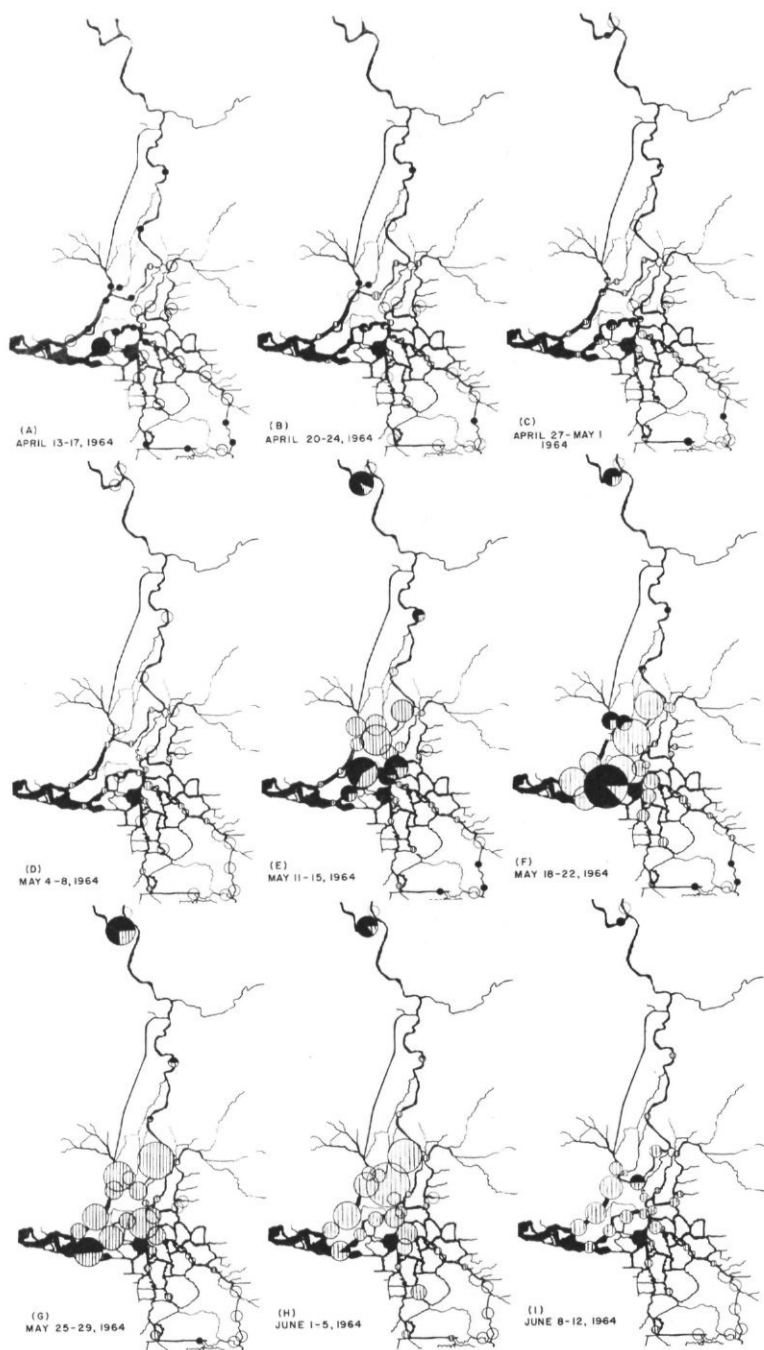 (A)
APRIL 13-17, 1964
(B)
APRIL 20-24, 1964
(C)
APRIL 27-MAY 1
1964
(D)
MAY 4-8, 1964
(E)
MAY 11-15, 1964
(F)
MAY 18-22, 1964
(G)
MAY 25-29, 1964
(H)
JUNE 1-5, 1964
(I)
JUNE 8-12, 1964